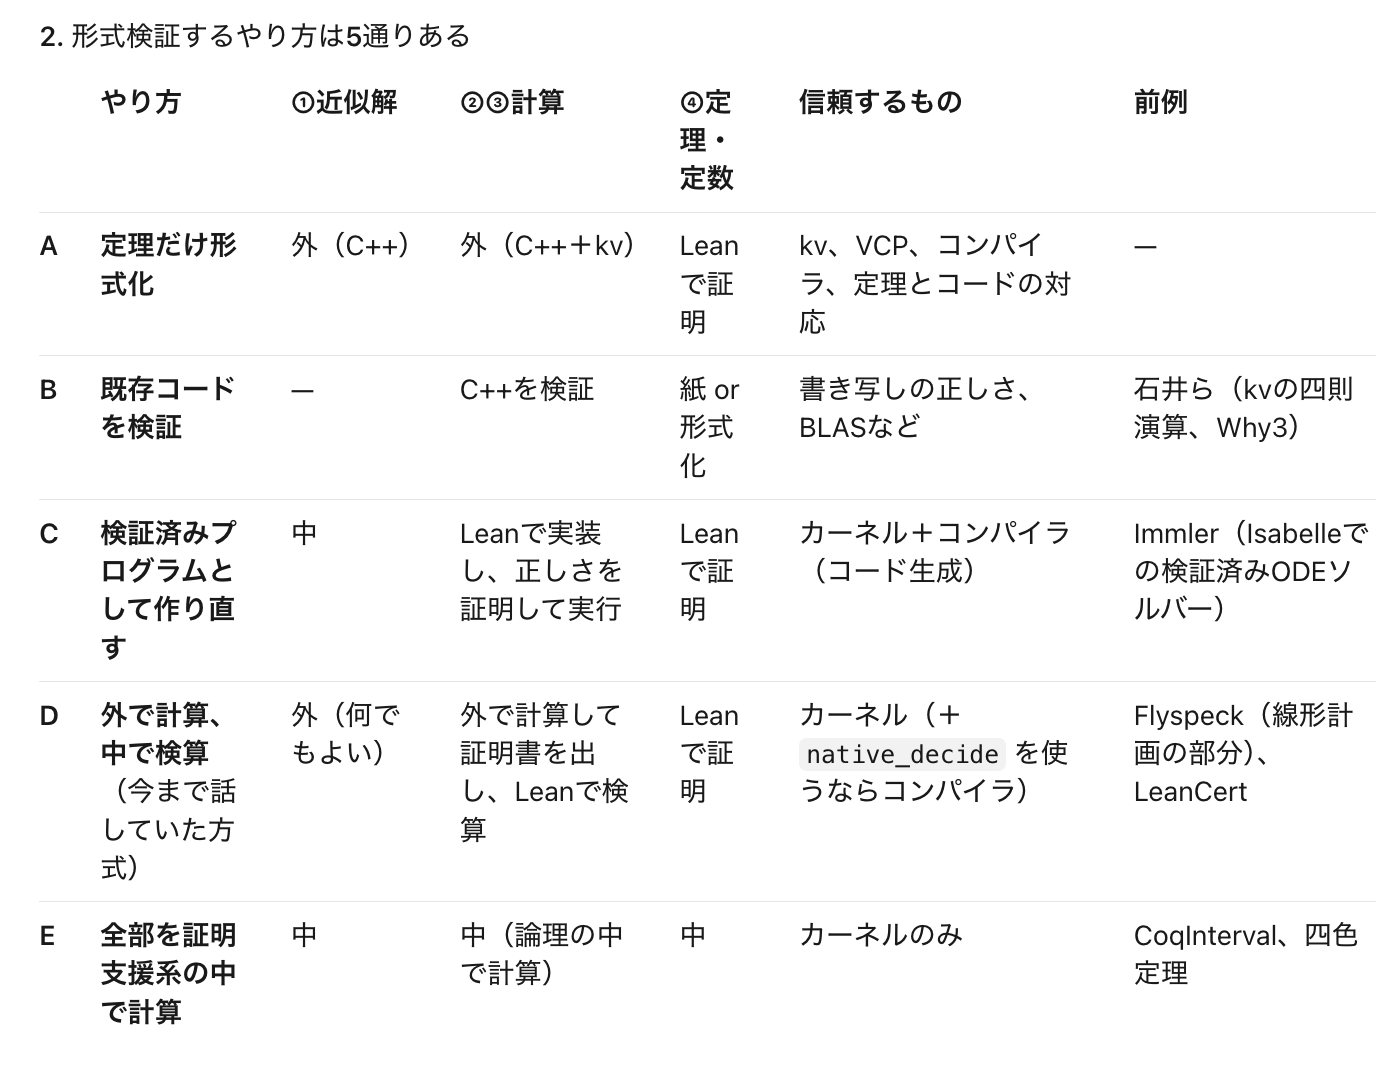 2. 形式検証するやり方は5通りある
やり方
①近似解
②③計算
④定
理・
定数
信頼するもの
前例
A
定理だけ形
式化
外（C++）
外（C++＋kv）
Lean
で証
明
kv、VCP、コンパイ
ラ、定理とコードの対
応
—
B
既存コード
を検証
—
C++を検証
紙 or
形式
化
書き写しの正しさ、
BLASなど
石井ら（kvの四則
演算、Why3）
C
検証済みプ
ログラムと
して作り直
す
中
Leanで実装
し、正しさを
証明して実行
Lean
で証
明
カーネル＋コンパイラ
（コード生成）
Immler（Isabelleで
の検証済みODEソ
ルバー）
D
外で計算、
中で検算
（今まで話
していた方
式）
外（何で
もよい）
外で計算して
証明書を出
し、Leanで検
算
Lean
で証
明
カーネル（＋
native_decide を使
うならコンパイラ）
Flyspeck（線形計
画の部分）、
LeanCert
E
全部を証明
支援系の中
で計算
中
中（論理の中
で計算）
中
カーネルのみ
CoqInterval、四色
定理